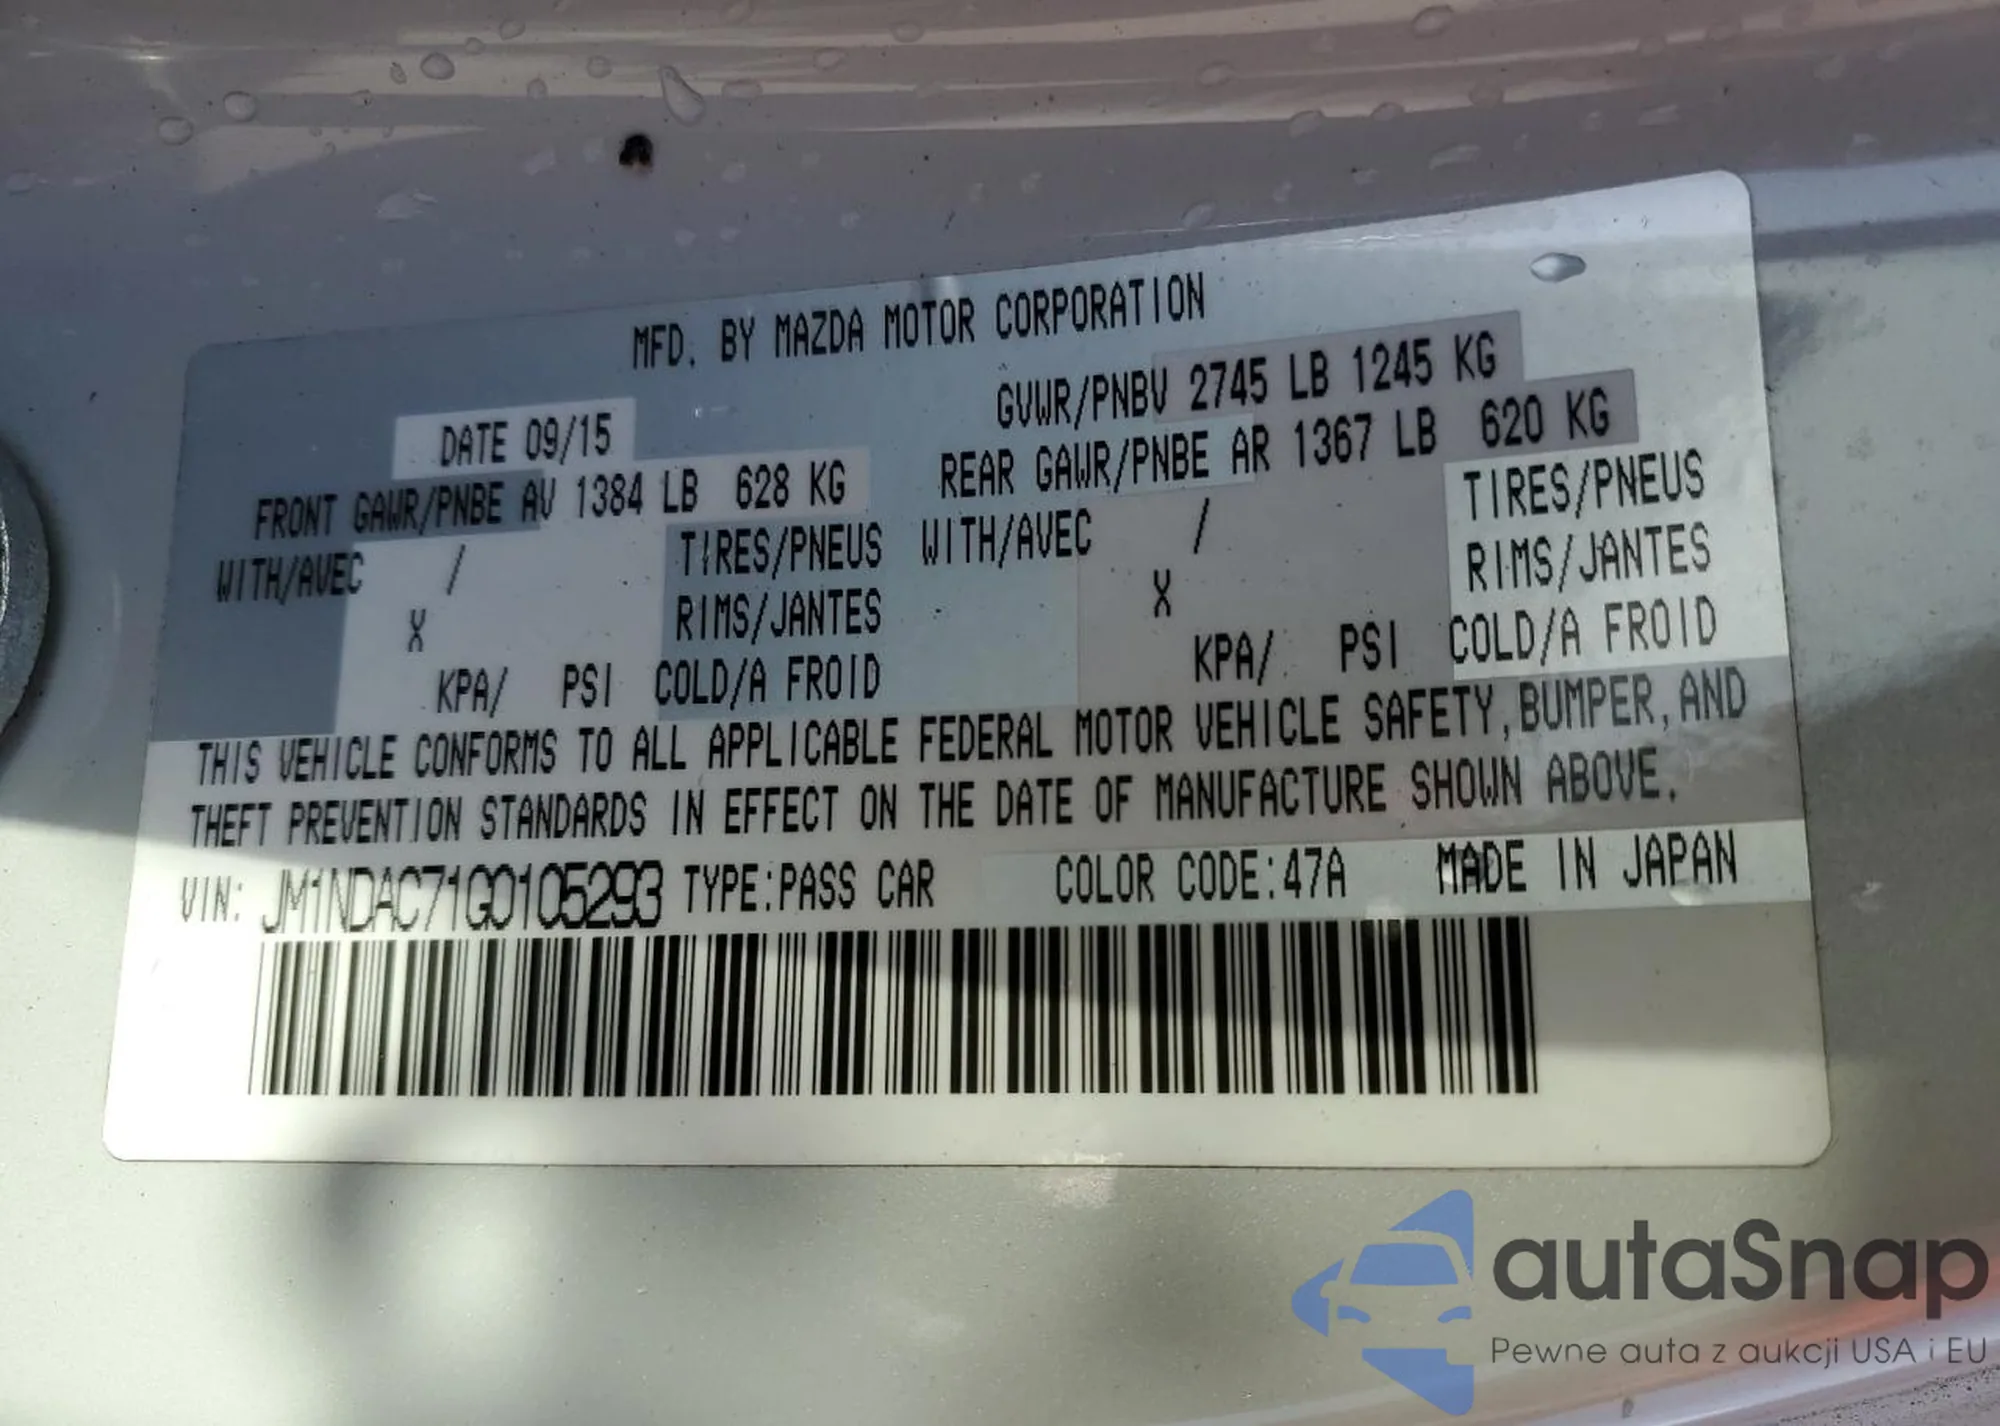 MFD. BY MAZDA MOTOR CORPORATION
DATE 09/15 GVWR/PNBV 2745 LB 1245 KG
FRONT GAWR/PNBE AV 1384 LB 628 KG REAR GAWR/PNBE AR 1367 LB 620 KG
WITH/AVEC / TIRES/PNEUS WITH/AVEC / TIRES/PNEUS
X RIMS/JANTES X RIMS/JANTES
KPA/ PSI COLD/A FROID KPA/ PSI COLD/A FROID
THIS VEHICLE CONFORMS TO ALL APPLICABLE FEDERAL MOTOR VEHICLE SAFETY, BUMPER, AND
THEFT PREVENTION STANDARDS IN EFFECT ON THE DATE OF MANUFACTURE SHOWN ABOVE.
VIN: JM1NDAC71G0105293 TYPE:PASS CAR COLOR CODE:47A MADE IN JAPAN
autaSnap
Pewne auta z aukcji USA i EU